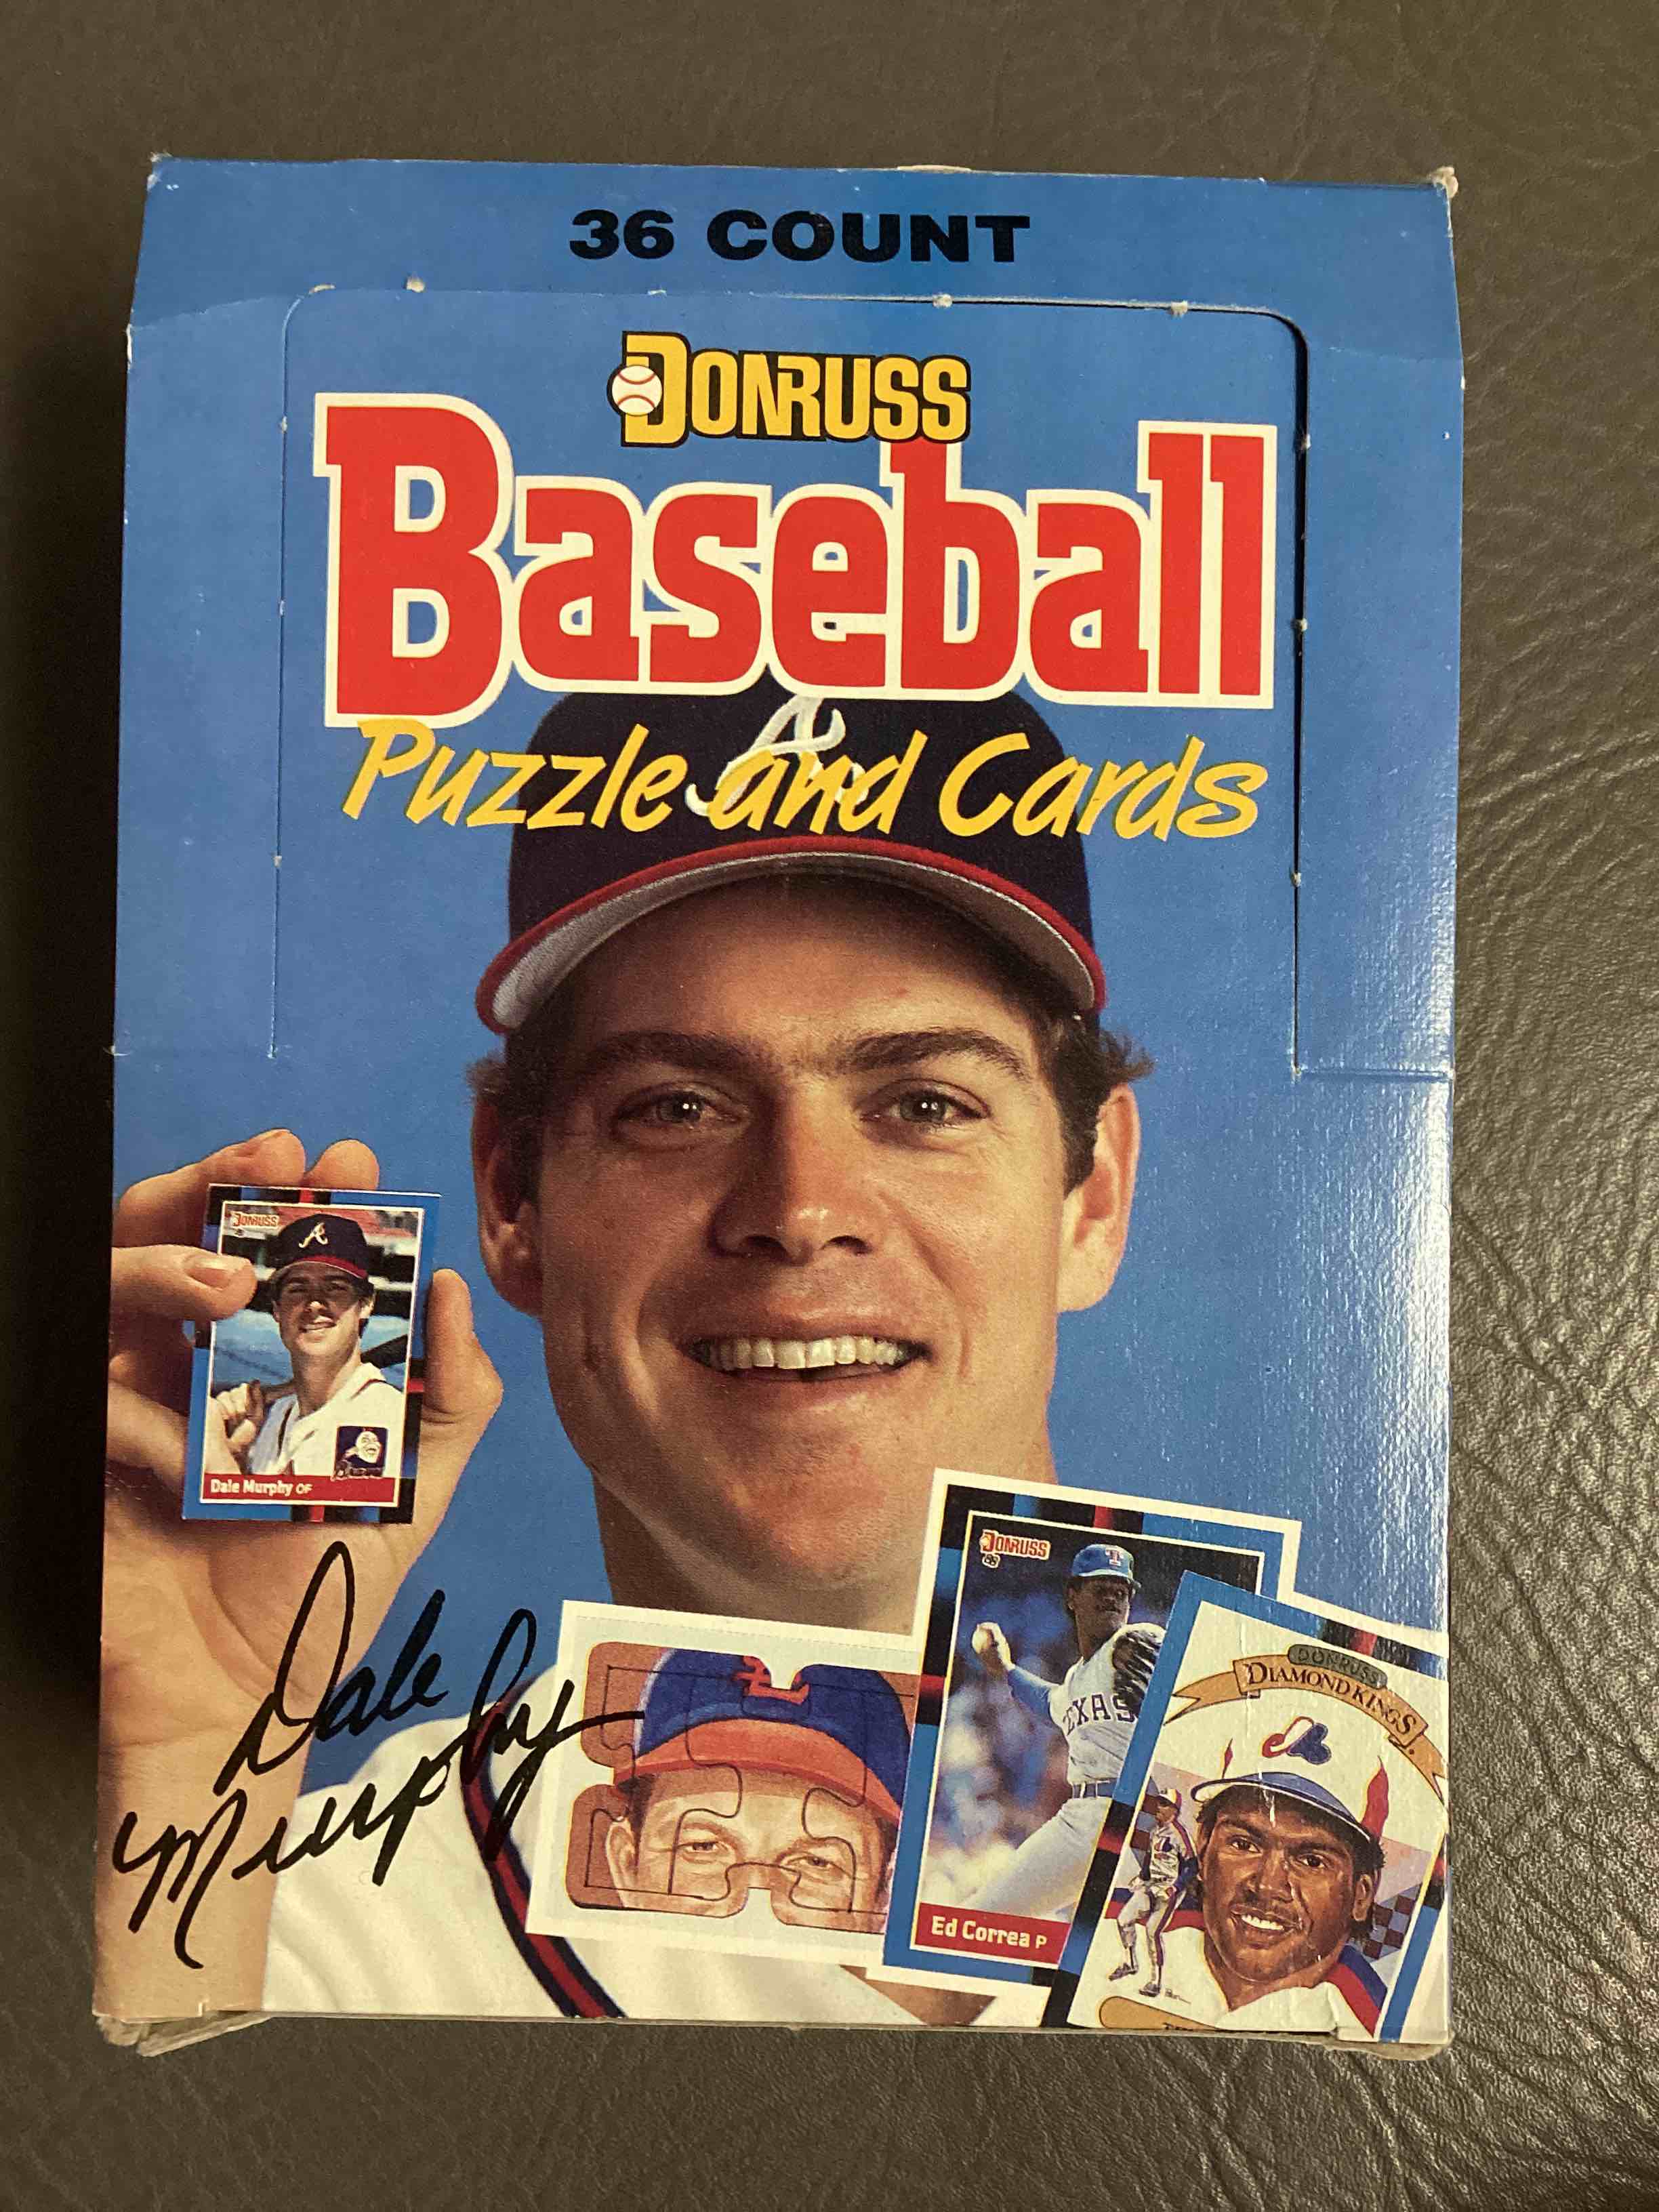 36 COUNT
DONRUSS
Baseball
Puzzle and Cards
A
DONRUSS
A
Dale Murphy OF
Dale
Murphy
DONRUSS
88
T
TEXAS
Ed Correa P
DONRUSS
DIAMOND KINGS